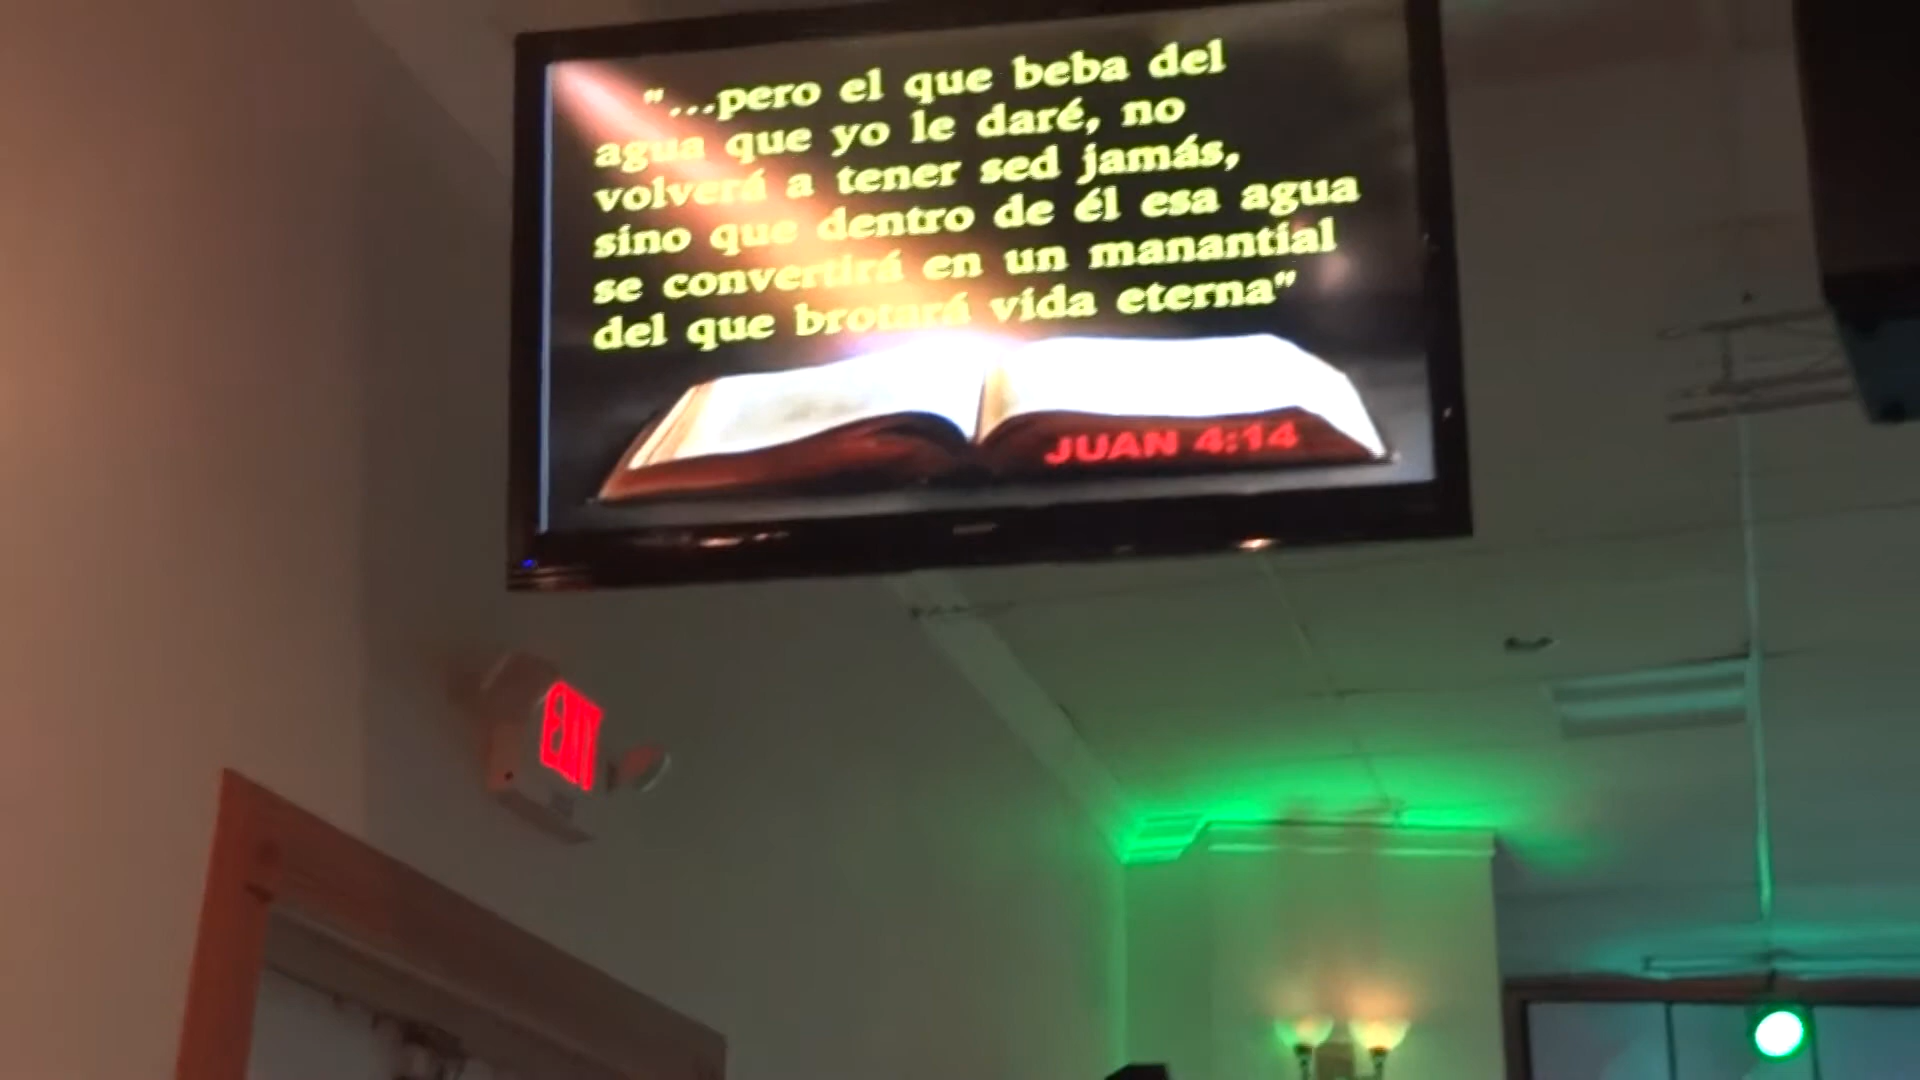 "...pero el que beba del
agua que yo le daré, no
volverá a tener sed jamás,
sino que dentro de él esa agua
se convertirá en un manantial
del que brotará vida eterna"
JUAN 4:14
EXIT